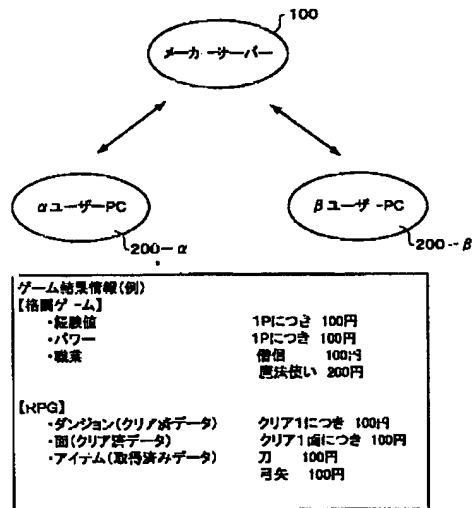 100
メーカーサーバー
αユーザーPC
βユーザーPC
200-α
200-β
ゲーム結果情報(例)
【格闘ゲーム】
・経験値 1Pにつき 100円
・パワー 1Pにつき 100円
・職業 僧侶 100円
魔法使い 200円
【RPG】
・ダンジョン(クリア済データ) クリア1につき 100円
・面(クリア済データ) クリア1面につき 100円
・アイテム(取得済みデータ) 刀 100円
弓矢 100円